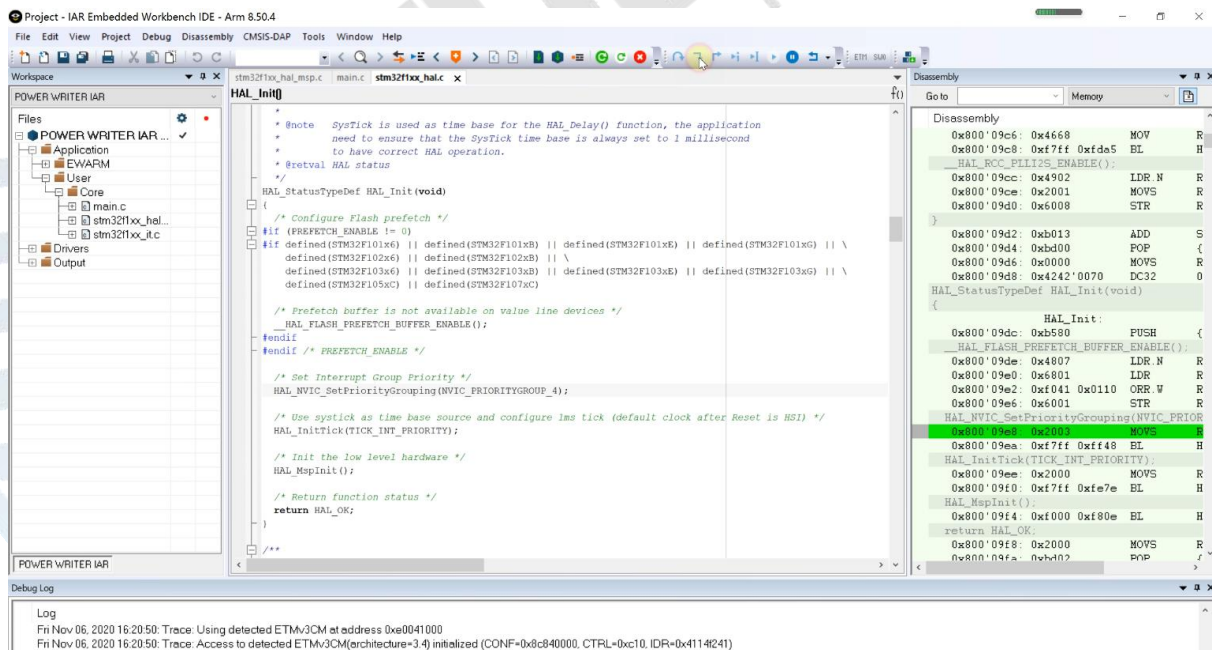 Project - IAR Embedded Workbench IDE - Arm 8.50.4
File Edit View Project Debug Disassembly CMSIS-DAP Tools Window Help
ETM SWO
Workspace
POWER WRITER IAR
Files
POWER WRITER IAR ...
Application
EWARM
User
Core
main.c
stm32f1xx_hal...
stm32f1xx_it.c
Drivers
Output
POWER WRITER IAR
stm32f1xx_hal_msp.c main.c stm32f1xx_hal.c x
HAL_Init()
f()
*
* @note SysTick is used as time base for the HAL_Delay() function, the application
* need to ensure that the SysTick time base is always set to 1 millisecond
* to have correct HAL operation.
* @retval HAL status
*/
HAL_StatusTypeDef HAL_Init(void)
{
/* Configure Flash prefetch */
#if (PREFETCH_ENABLE != 0)
#if defined(STM32F101x6) || defined(STM32F101xB) || defined(STM32F101xE) || defined(STM32F101xG) || \
defined(STM32F102x6) || defined(STM32F102xB) || \
defined(STM32F103x6) || defined(STM32F103xB) || defined(STM32F103xE) || defined(STM32F103xG) || \
defined(STM32F105xC) || defined(STM32F107xC)
/* Prefetch buffer is not available on value line devices */
__HAL_FLASH_PREFETCH_BUFFER_ENABLE();
#endif
#endif /* PREFETCH_ENABLE */
/* Set Interrupt Group Priority */
HAL_NVIC_SetPriorityGrouping(NVIC_PRIORITYGROUP_4);
/* Use systick as time base source and configure 1ms tick (default clock after Reset is HSI) */
HAL_InitTick(TICK_INT_PRIORITY);
/* Init the low level hardware */
HAL_MspInit();
/* Return function status */
return HAL_OK;
}
/**
Disassembly
Go to Memory
Disassembly
0x800'09c6: 0x4668 MOV R
0x800'09c8: 0xf7ff 0xfda5 BL H
__HAL_RCC_PLLI2S_ENABLE();
0x800'09cc: 0x4902 LDR.N R
0x800'09ce: 0x2001 MOVS R
0x800'09d0: 0x6008 STR R
}
0x800'09d2: 0xb013 ADD S
0x800'09d4: 0xbd00 POP {
0x800'09d6: 0x0000 MOVS R
0x800'09d8: 0x4242'0070 DC32 0
HAL_StatusTypeDef HAL_Init(void)
{
HAL_Init:
0x800'09dc: 0xb580 PUSH {
__HAL_FLASH_PREFETCH_BUFFER_ENABLE();
0x800'09de: 0x4807 LDR.N R
0x800'09e0: 0x6801 LDR R
0x800'09e2: 0xf041 0x0110 ORR.W R
0x800'09e6: 0x6001 STR R
HAL_NVIC_SetPriorityGrouping(NVIC_PRIOR
0x800'09e8: 0x2003 MOVS R
0x800'09ea: 0xf7ff 0xff48 BL H
HAL_InitTick(TICK_INT_PRIORITY);
0x800'09ee: 0x2000 MOVS R
0x800'09f0: 0xf7ff 0xfe7e BL H
HAL_MspInit();
0x800'09f4: 0xf000 0xf80e BL H
return HAL_OK;
0x800'09f8: 0x2000 MOVS R
0x800'09fa: 0xbd02 POP {
Debug Log
Log
Fri Nov 06, 2020 16:20:50: Trace: Using detected ETMv3CM at address 0xe0041000
Fri Nov 06, 2020 16:20:50: Trace: Access to detected ETMv3CM(architecture=3.4) initialized (CONF=0x8c840000, CTRL=0xc10, IDR=0x4114f241)